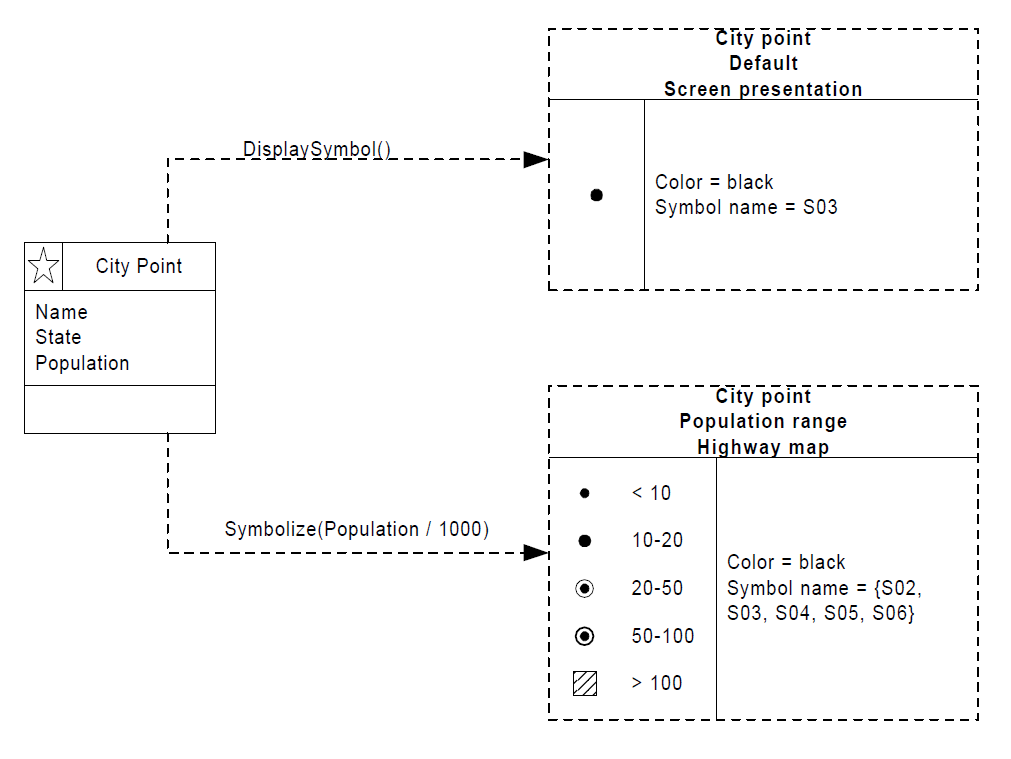 City point
Default
Screen presentation
DisplaySymbol()
Color = black
Symbol name = S03
City Point
Name
State
Population
City point
Population range
Highway map
< 10
10-20
20-50
50-100
> 100
Symbolize(Population / 1000)
Color = black
Symbol name = {S02,
S03, S04, S05, S06}